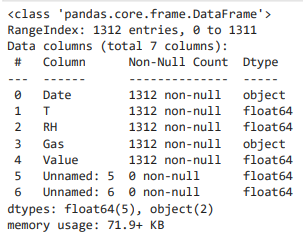 <class 'pandas.core.frame.DataFrame'>
RangeIndex: 1312 entries, 0 to 1311
Data columns (total 7 columns):
 #   Column      Non-Null Count  Dtype
---  ------      --------------  -----
 0   Date        1312 non-null   object
 1   T           1312 non-null   float64
 2   RH          1312 non-null   float64
 3   Gas         1312 non-null   object
 4   Value       1312 non-null   float64
 5   Unnamed: 5  0 non-null      float64
 6   Unnamed: 6  0 non-null      float64
dtypes: float64(5), object(2)
memory usage: 71.9+ KB